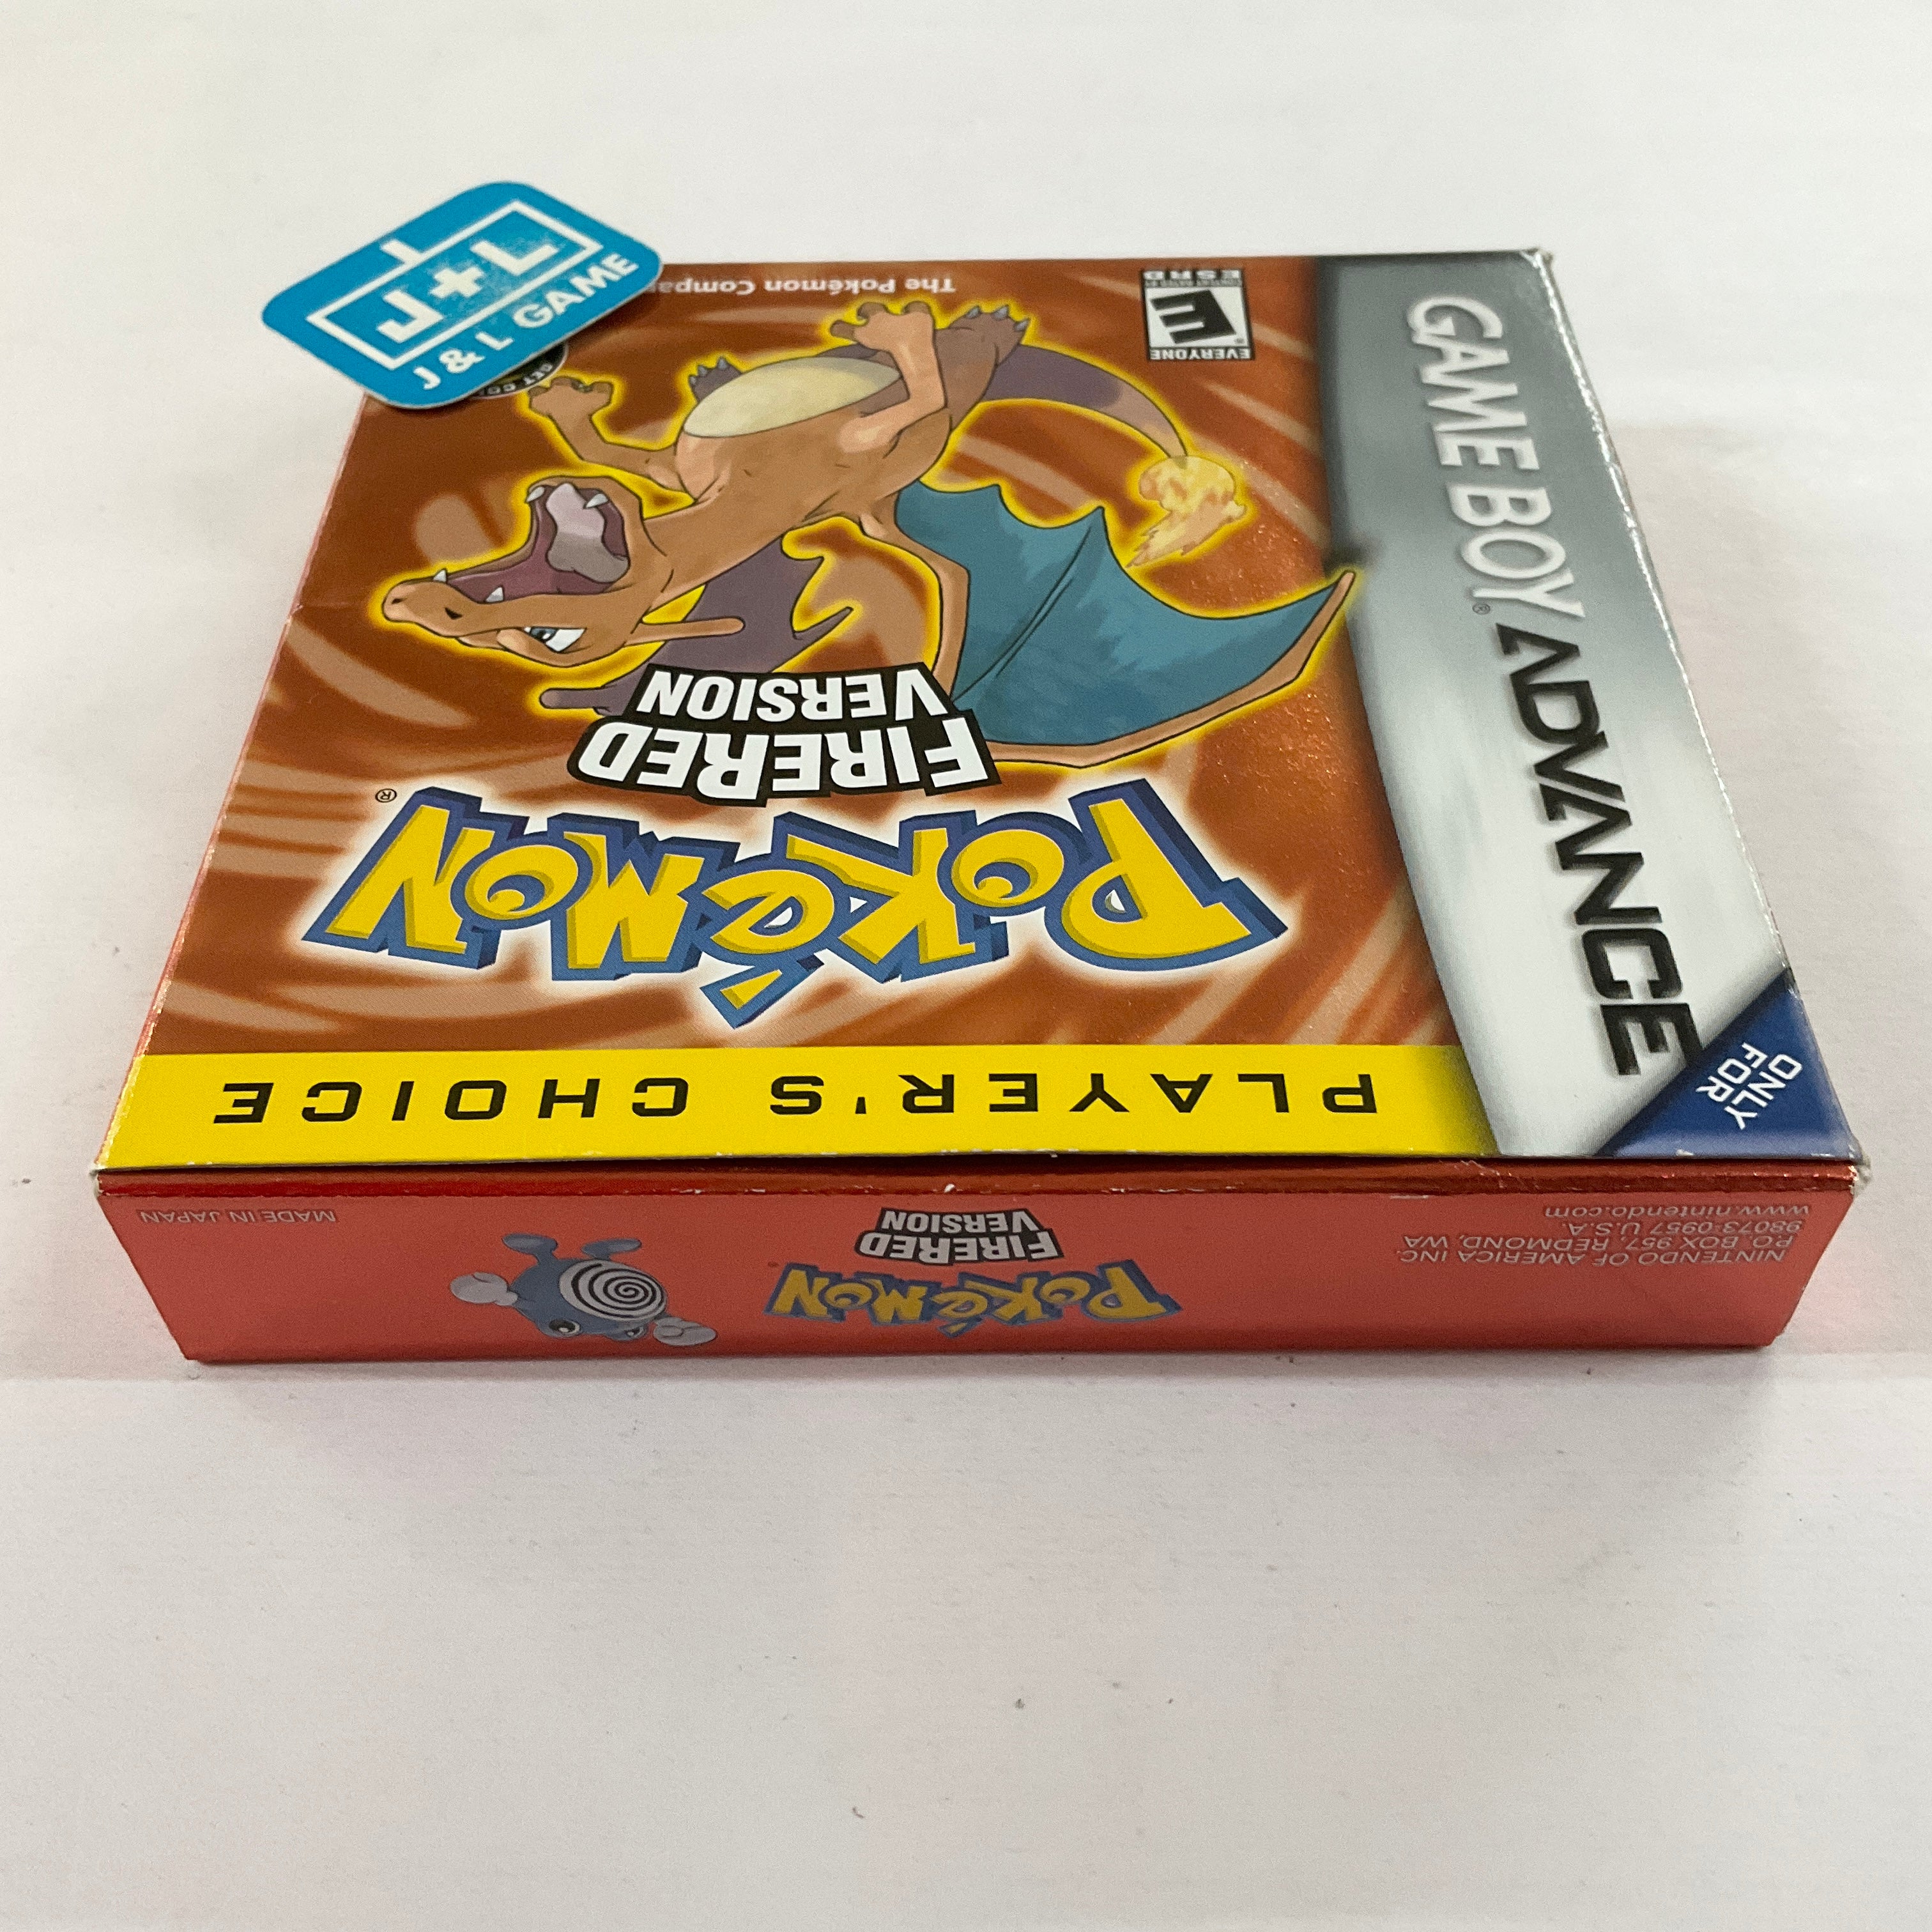 J+L
J & L GAME
ONLY
FOR
GAME BOY® ADVANCE
PLAYER'S CHOICE
POKéMON®
FIRERED
VERSION
EVERYONE
E®
CONTENT RATED BY
ESRB
The Pokémon
NINTENDO OF AMERICA INC.
P.O. BOX 957, REDMOND, WA
98073-0957 U.S.A.
www.nintendo.com
POKéMON
FIRERED
VERSION
MADE IN JAPAN